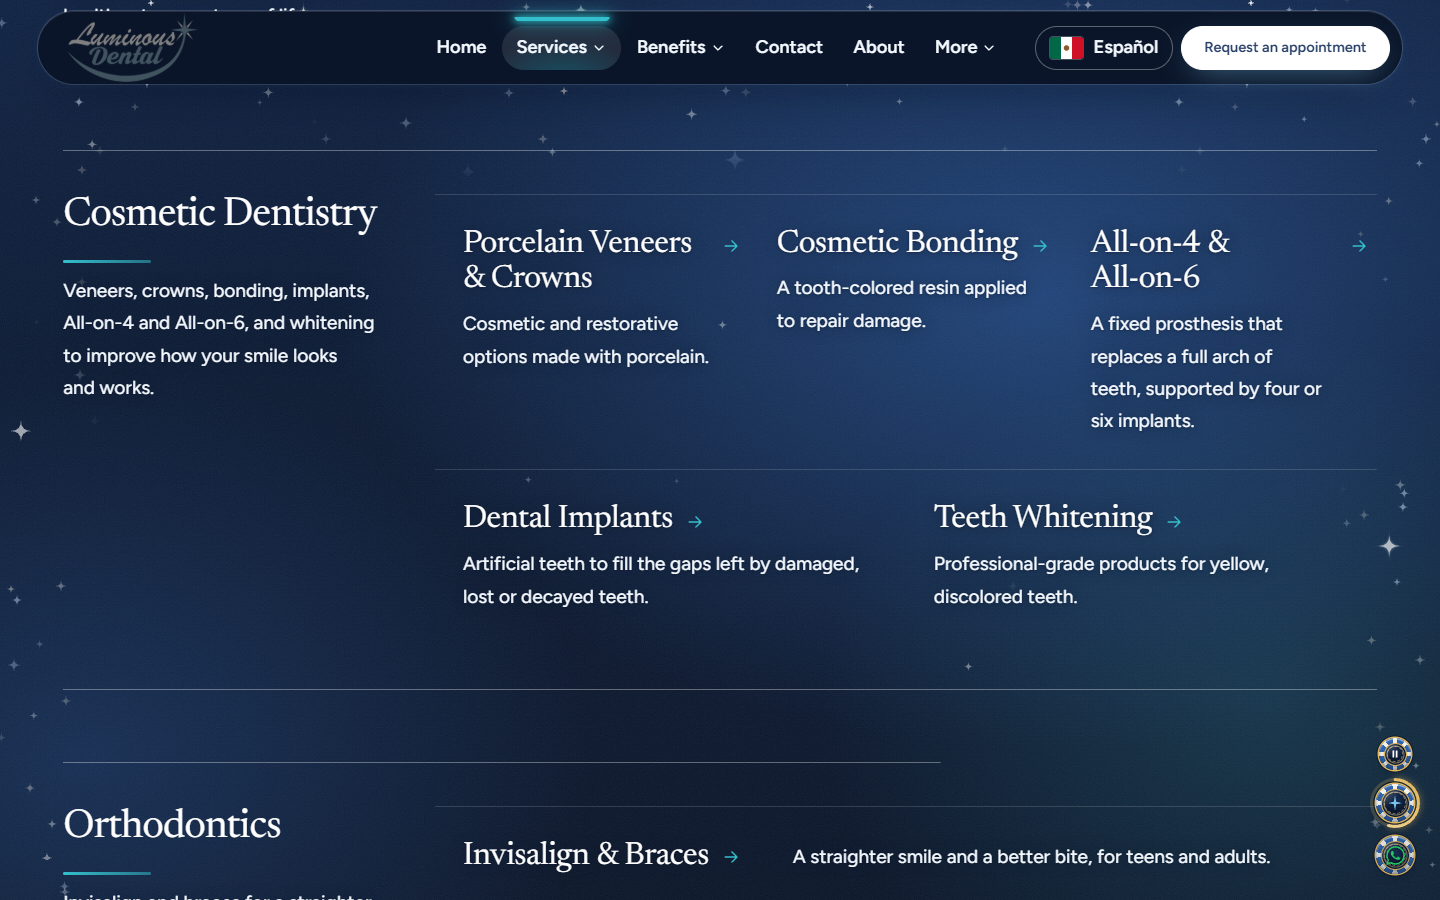 Luminous
Dental
Home
Services
Benefits
Contact
About
More
Español
Request an appointment
Cosmetic Dentistry
Veneers, crowns, bonding, implants,
All-on-4 and All-on-6, and whitening
to improve how your smile looks
and works.
Porcelain Veneers
& Crowns
Cosmetic and restorative
options made with porcelain.
Cosmetic Bonding
A tooth-colored resin applied
to repair damage.
All-on-4 &
All-on-6
A fixed prosthesis that
replaces a full arch of
teeth, supported by four or
six implants.
Dental Implants
Artificial teeth to fill the gaps left by damaged,
lost or decayed teeth.
Teeth Whitening
Professional-grade products for yellow,
discolored teeth.
Orthodontics
Invisalign and braces for a straighter
Invisalign & Braces
A straighter smile and a better bite, for teens and adults.